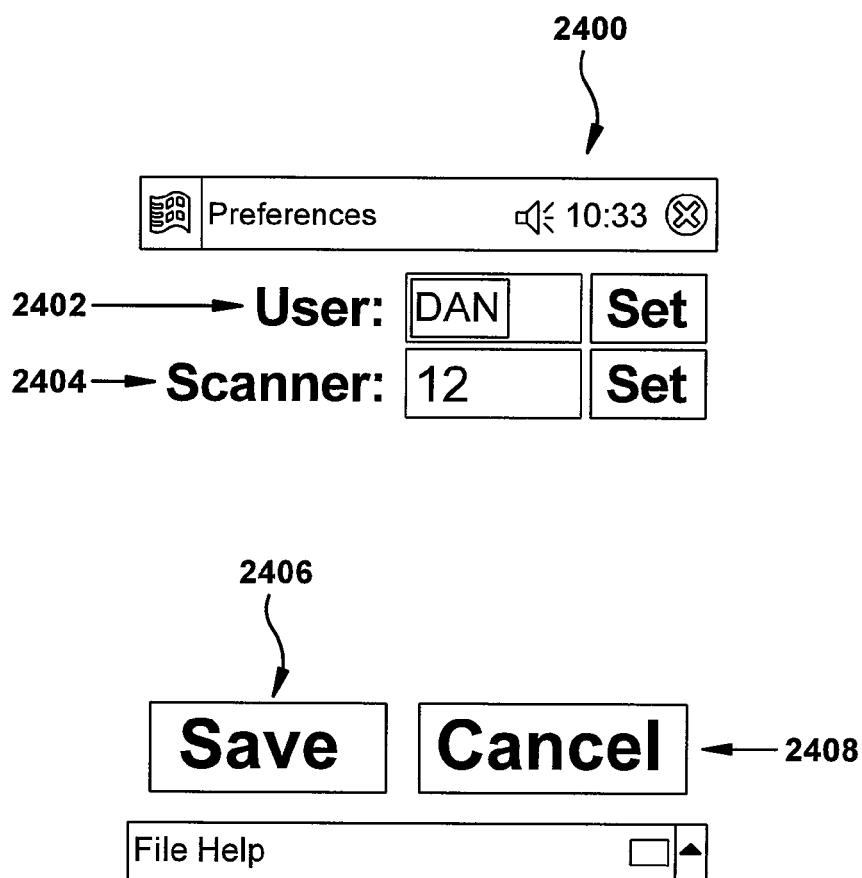 2400
Preferences 10:33
2402 User: DAN Set
2404 Scanner: 12 Set
2406
Save Cancel 2408
File Help